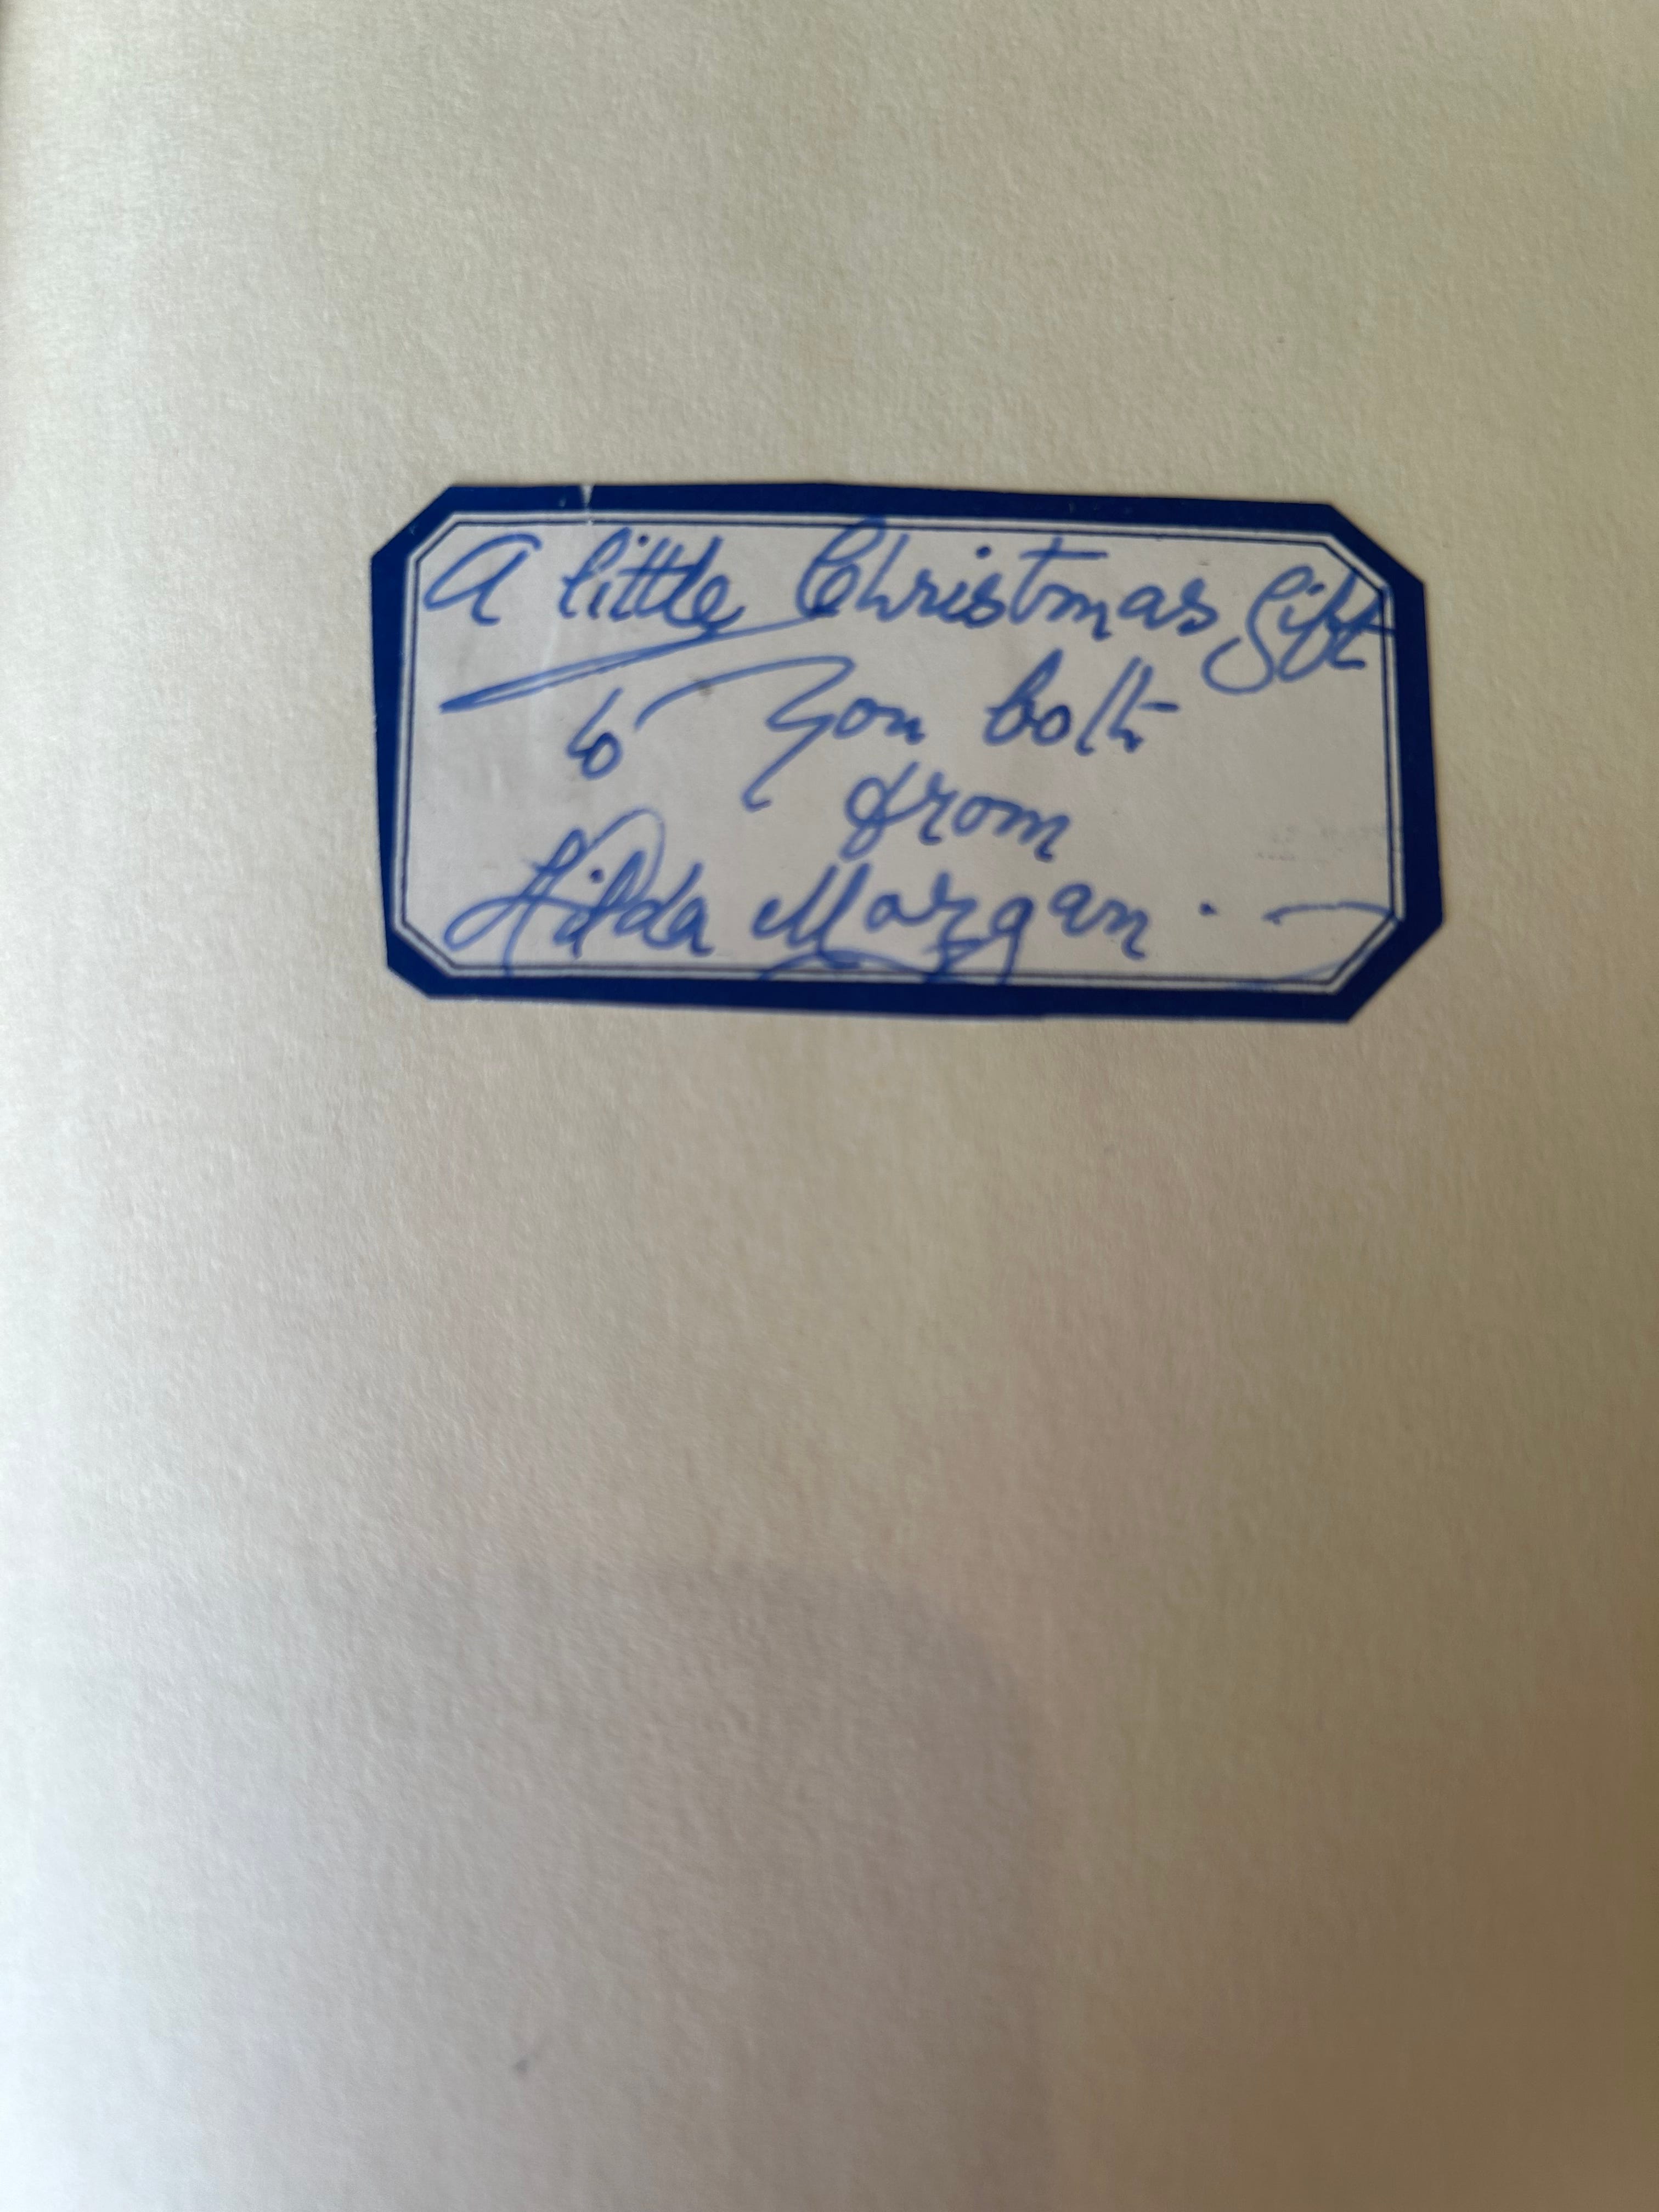 A little Christmas Gift
to You both
from
Hilda Morgan.